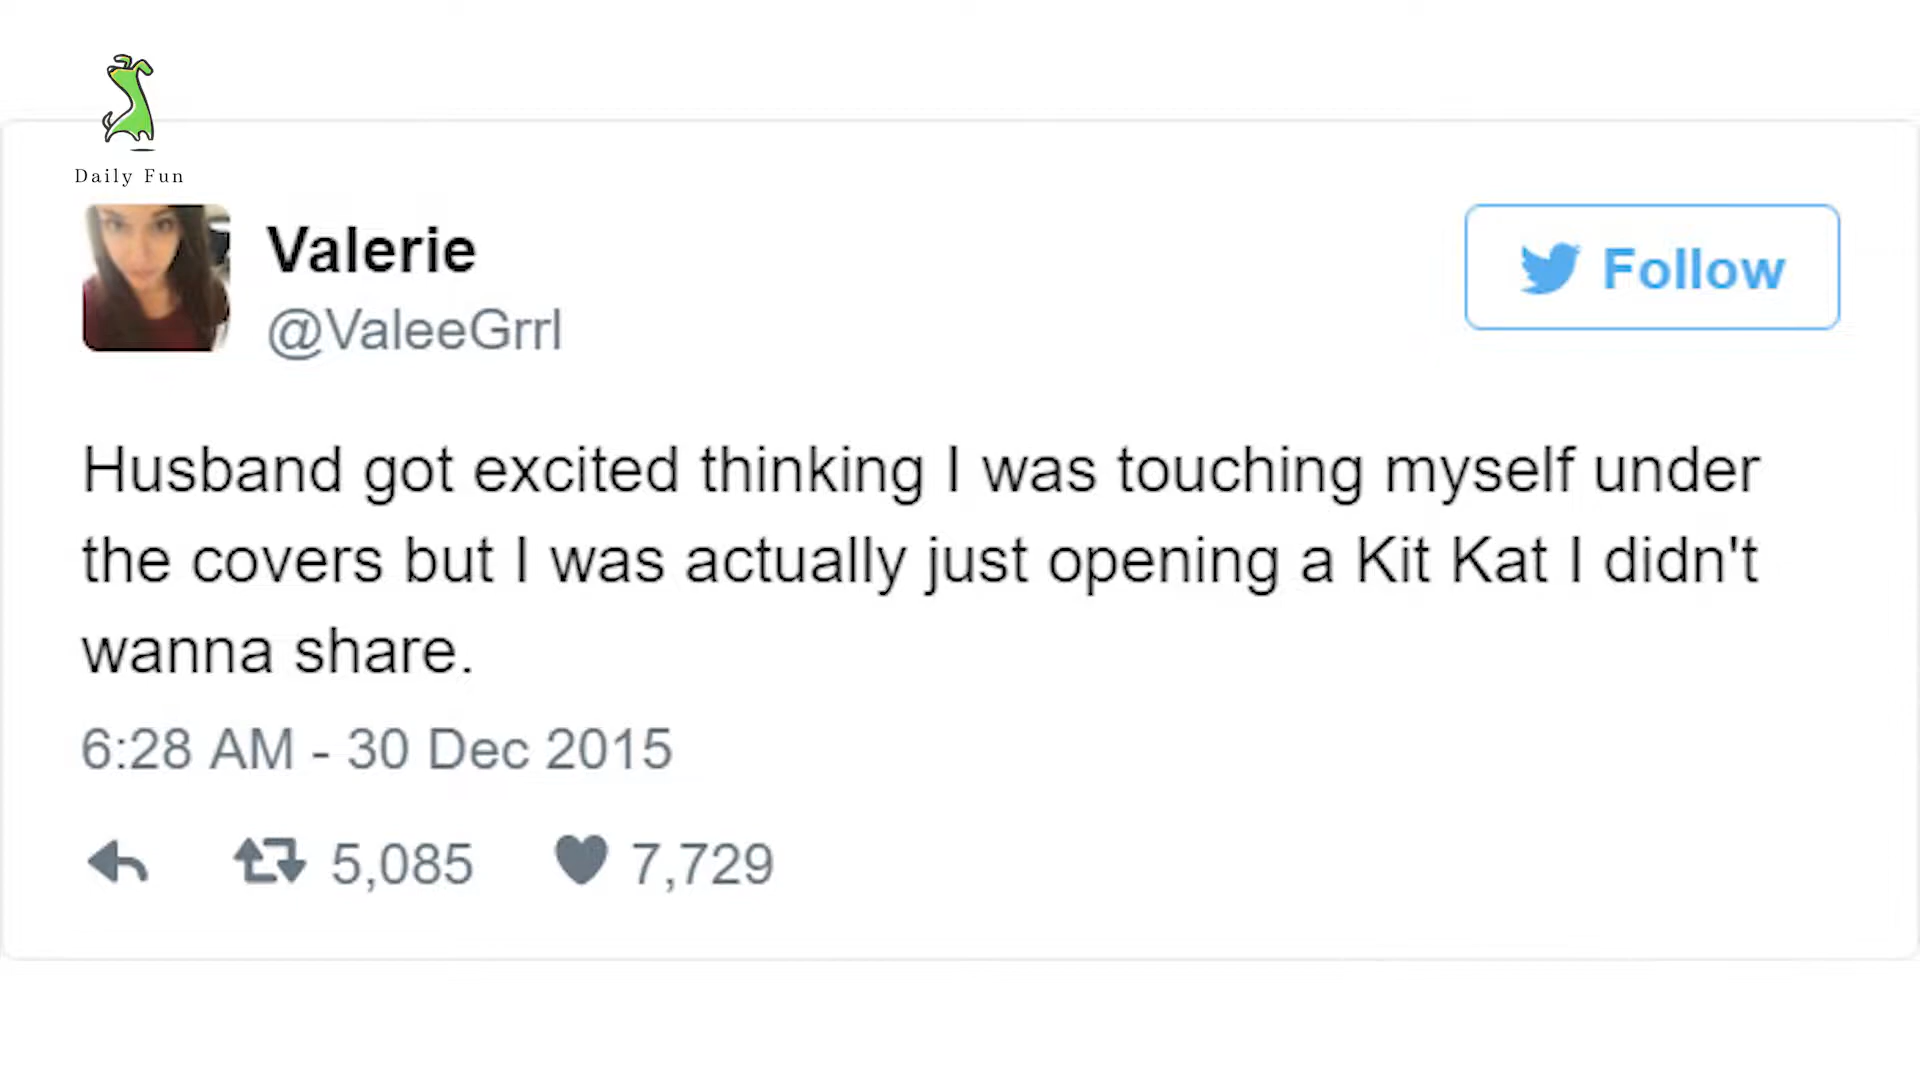 Daily Fun
Valerie
@ValeeGrrl
Follow
Husband got excited thinking I was touching myself under
the covers but I was actually just opening a Kit Kat I didn't
wanna share.
6:28 AM - 30 Dec 2015
5,085 7,729